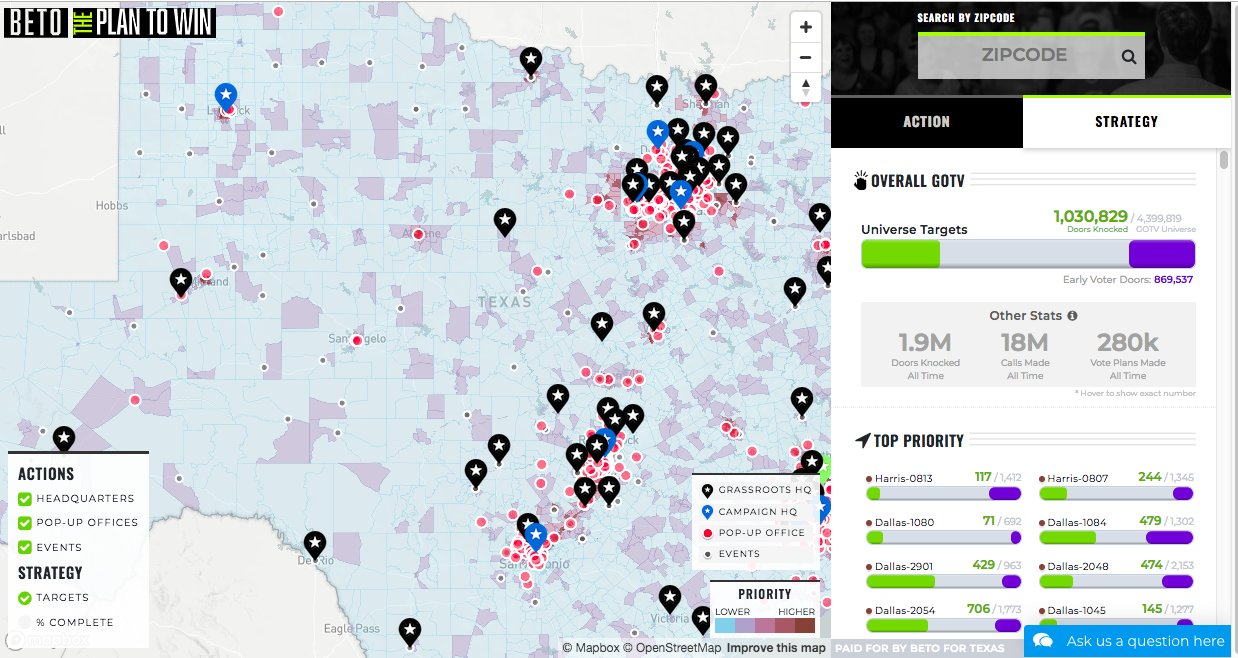 BETO THE PLAN TO WIN
Hobbs
TEXAS
San Angelo
Del Rio
Eagle Pass
Victoria
San Antonio
ACTIONS
HEADQUARTERS
POP-UP OFFICES
EVENTS
STRATEGY
TARGETS
% COMPLETE
mapbox
GRASSROOTS HQ
CAMPAIGN HQ
POP-UP OFFICE
EVENTS
PRIORITY
LOWER HIGHER
© Mapbox © OpenStreetMap Improve this map
SEARCH BY ZIPCODE
ZIPCODE
ACTION STRATEGY
OVERALL GOTV
1,030,829 / 4,399,819
Universe Targets Doors Knocked GOTV Universe
Early Voter Doors: 869,537
Other Stats
1.9M 18M 280k
Doors Knocked Calls Made Vote Plans Made
All Time All Time All Time
* Hover to show exact number
TOP PRIORITY
Harris-0813 117 / 1,412 Harris-0807 244 / 1,345
Dallas-1080 71 / 692 Dallas-1084 479 / 1,302
Dallas-2901 429 / 963 Dallas-2048 474 / 2,153
Dallas-2054 706 / 1,773 Dallas-1045 145 / 1,277
PAID FOR BY BETO FOR TEXAS
Ask us a question here